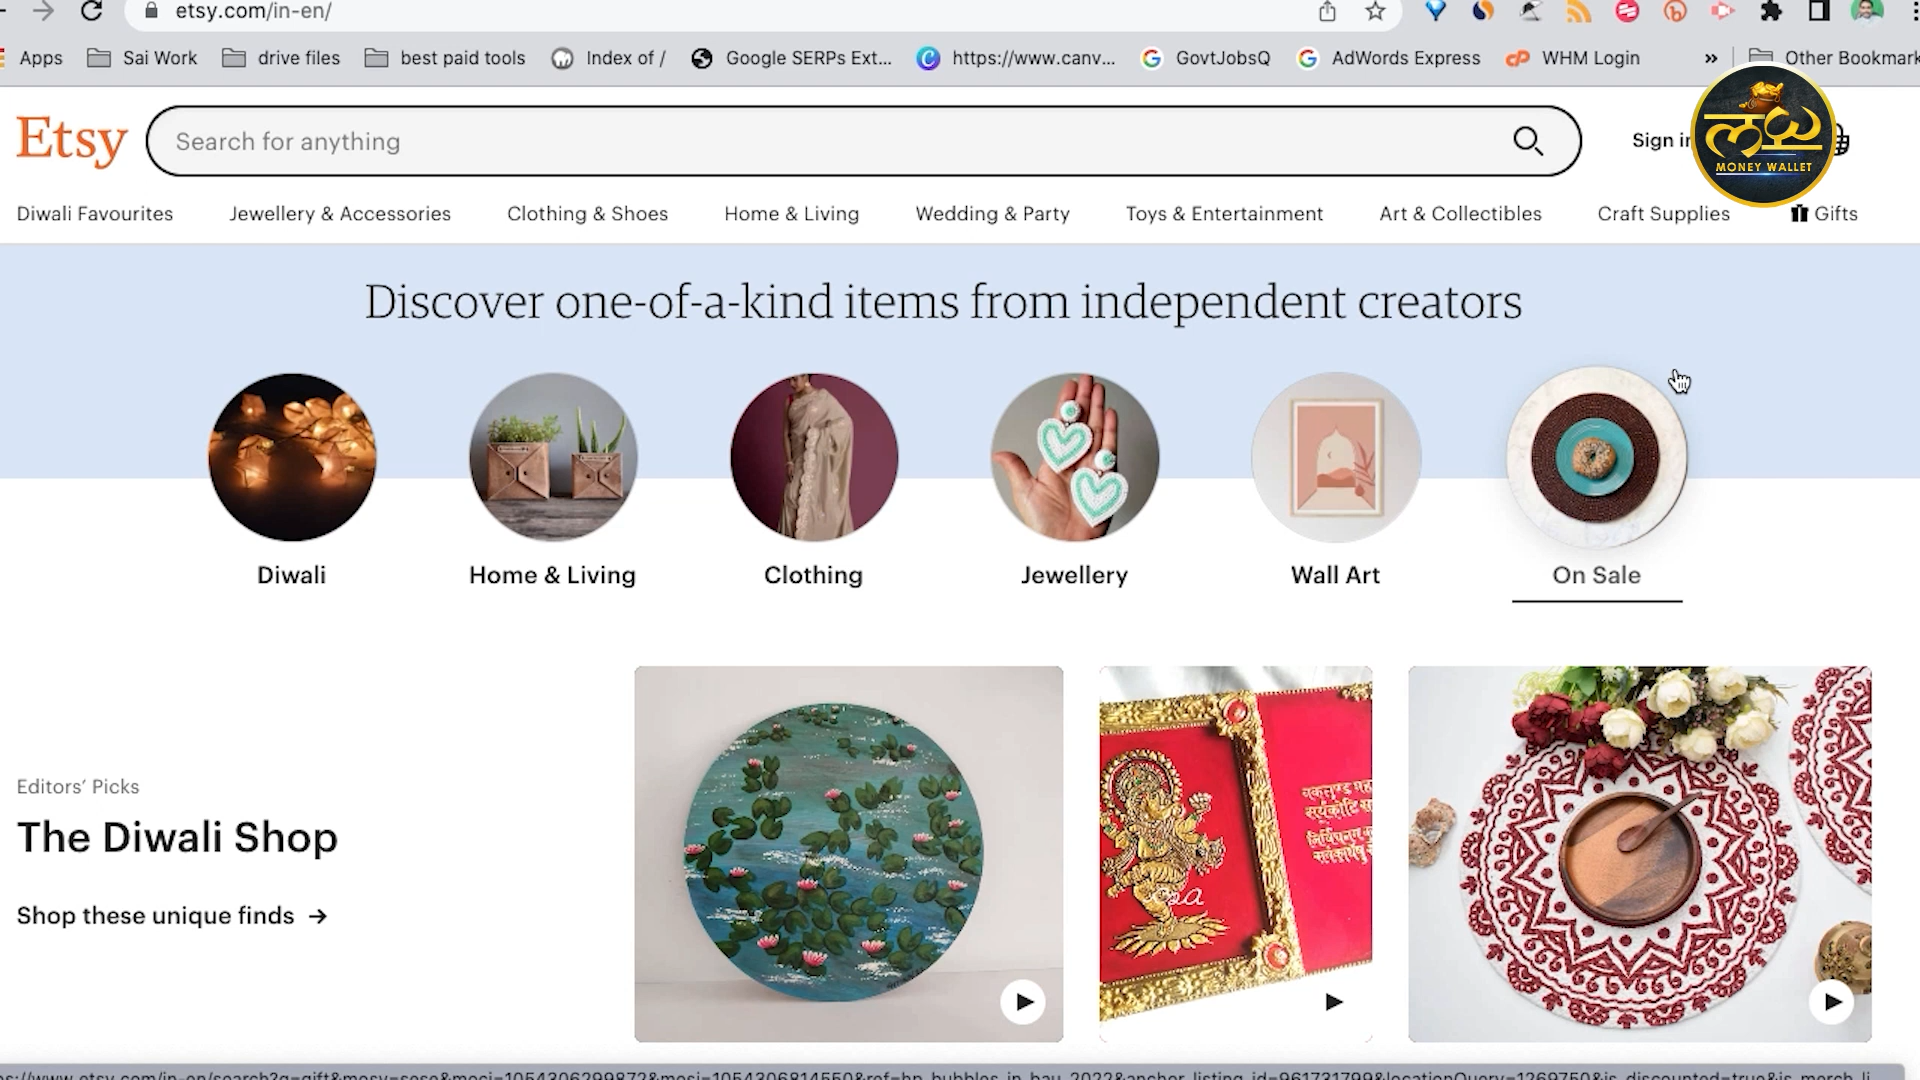 etsy.com/in-en/
Apps Sai Work drive files best paid tools Index of / Google SERPs Ext... https://www.canv... GovtJobsQ AdWords Express WHM Login » Other Bookmark
Etsy Search for anything Sign in
MONEY WALLET
Diwali Favourites Jewellery & Accessories Clothing & Shoes Home & Living Wedding & Party Toys & Entertainment Art & Collectibles Craft Supplies Gifts
Discover one-of-a-kind items from independent creators
Diwali Home & Living Clothing Jewellery Wall Art On Sale
Editors’ Picks
The Diwali Shop
Shop these unique finds →